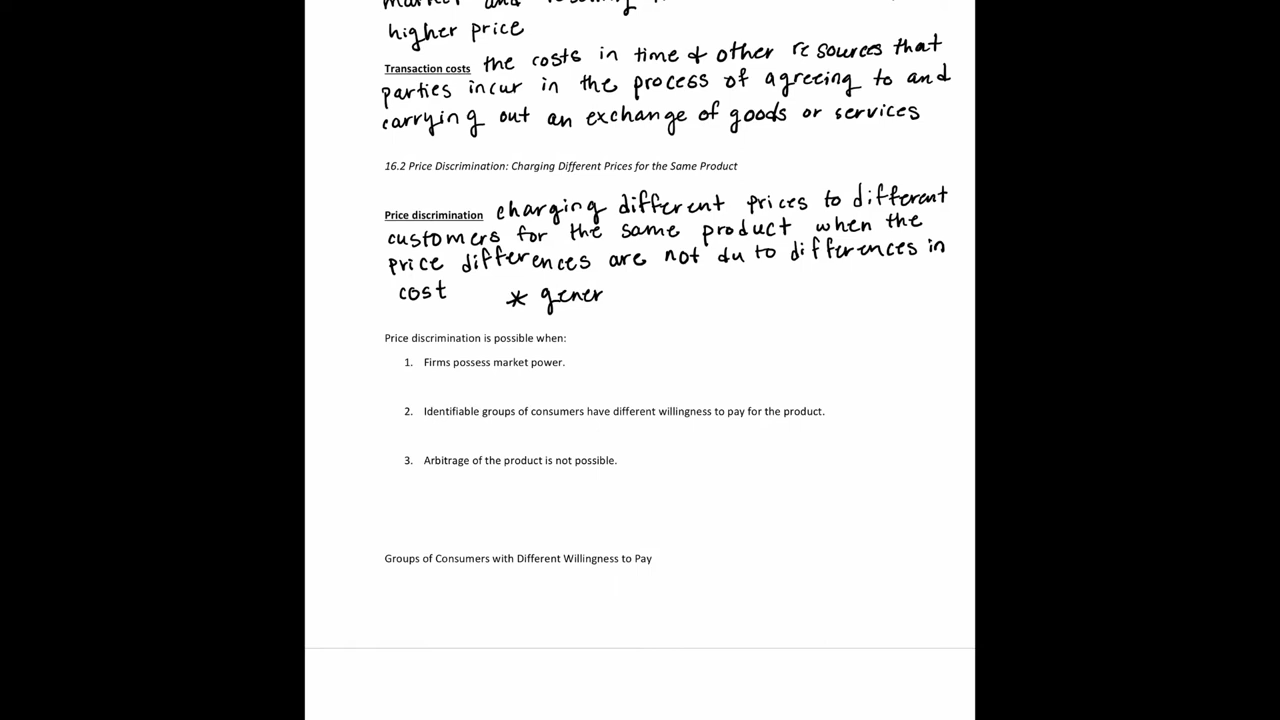 market and
higher price
Transaction costs the costs in time & other resources that
parties incur in the process of agreeing to and
carrying out an exchange of goods or services
16.2 Price Discrimination: Charging Different Prices for the Same Product
Price discrimination charging different prices to different
customers for the same product when the
price differences are not du to differences in
cost * gener
Price discrimination is possible when:
1. Firms possess market power.
2. Identifiable groups of consumers have different willingness to pay for the product.
3. Arbitrage of the product is not possible.
Groups of Consumers with Different Willingness to Pay